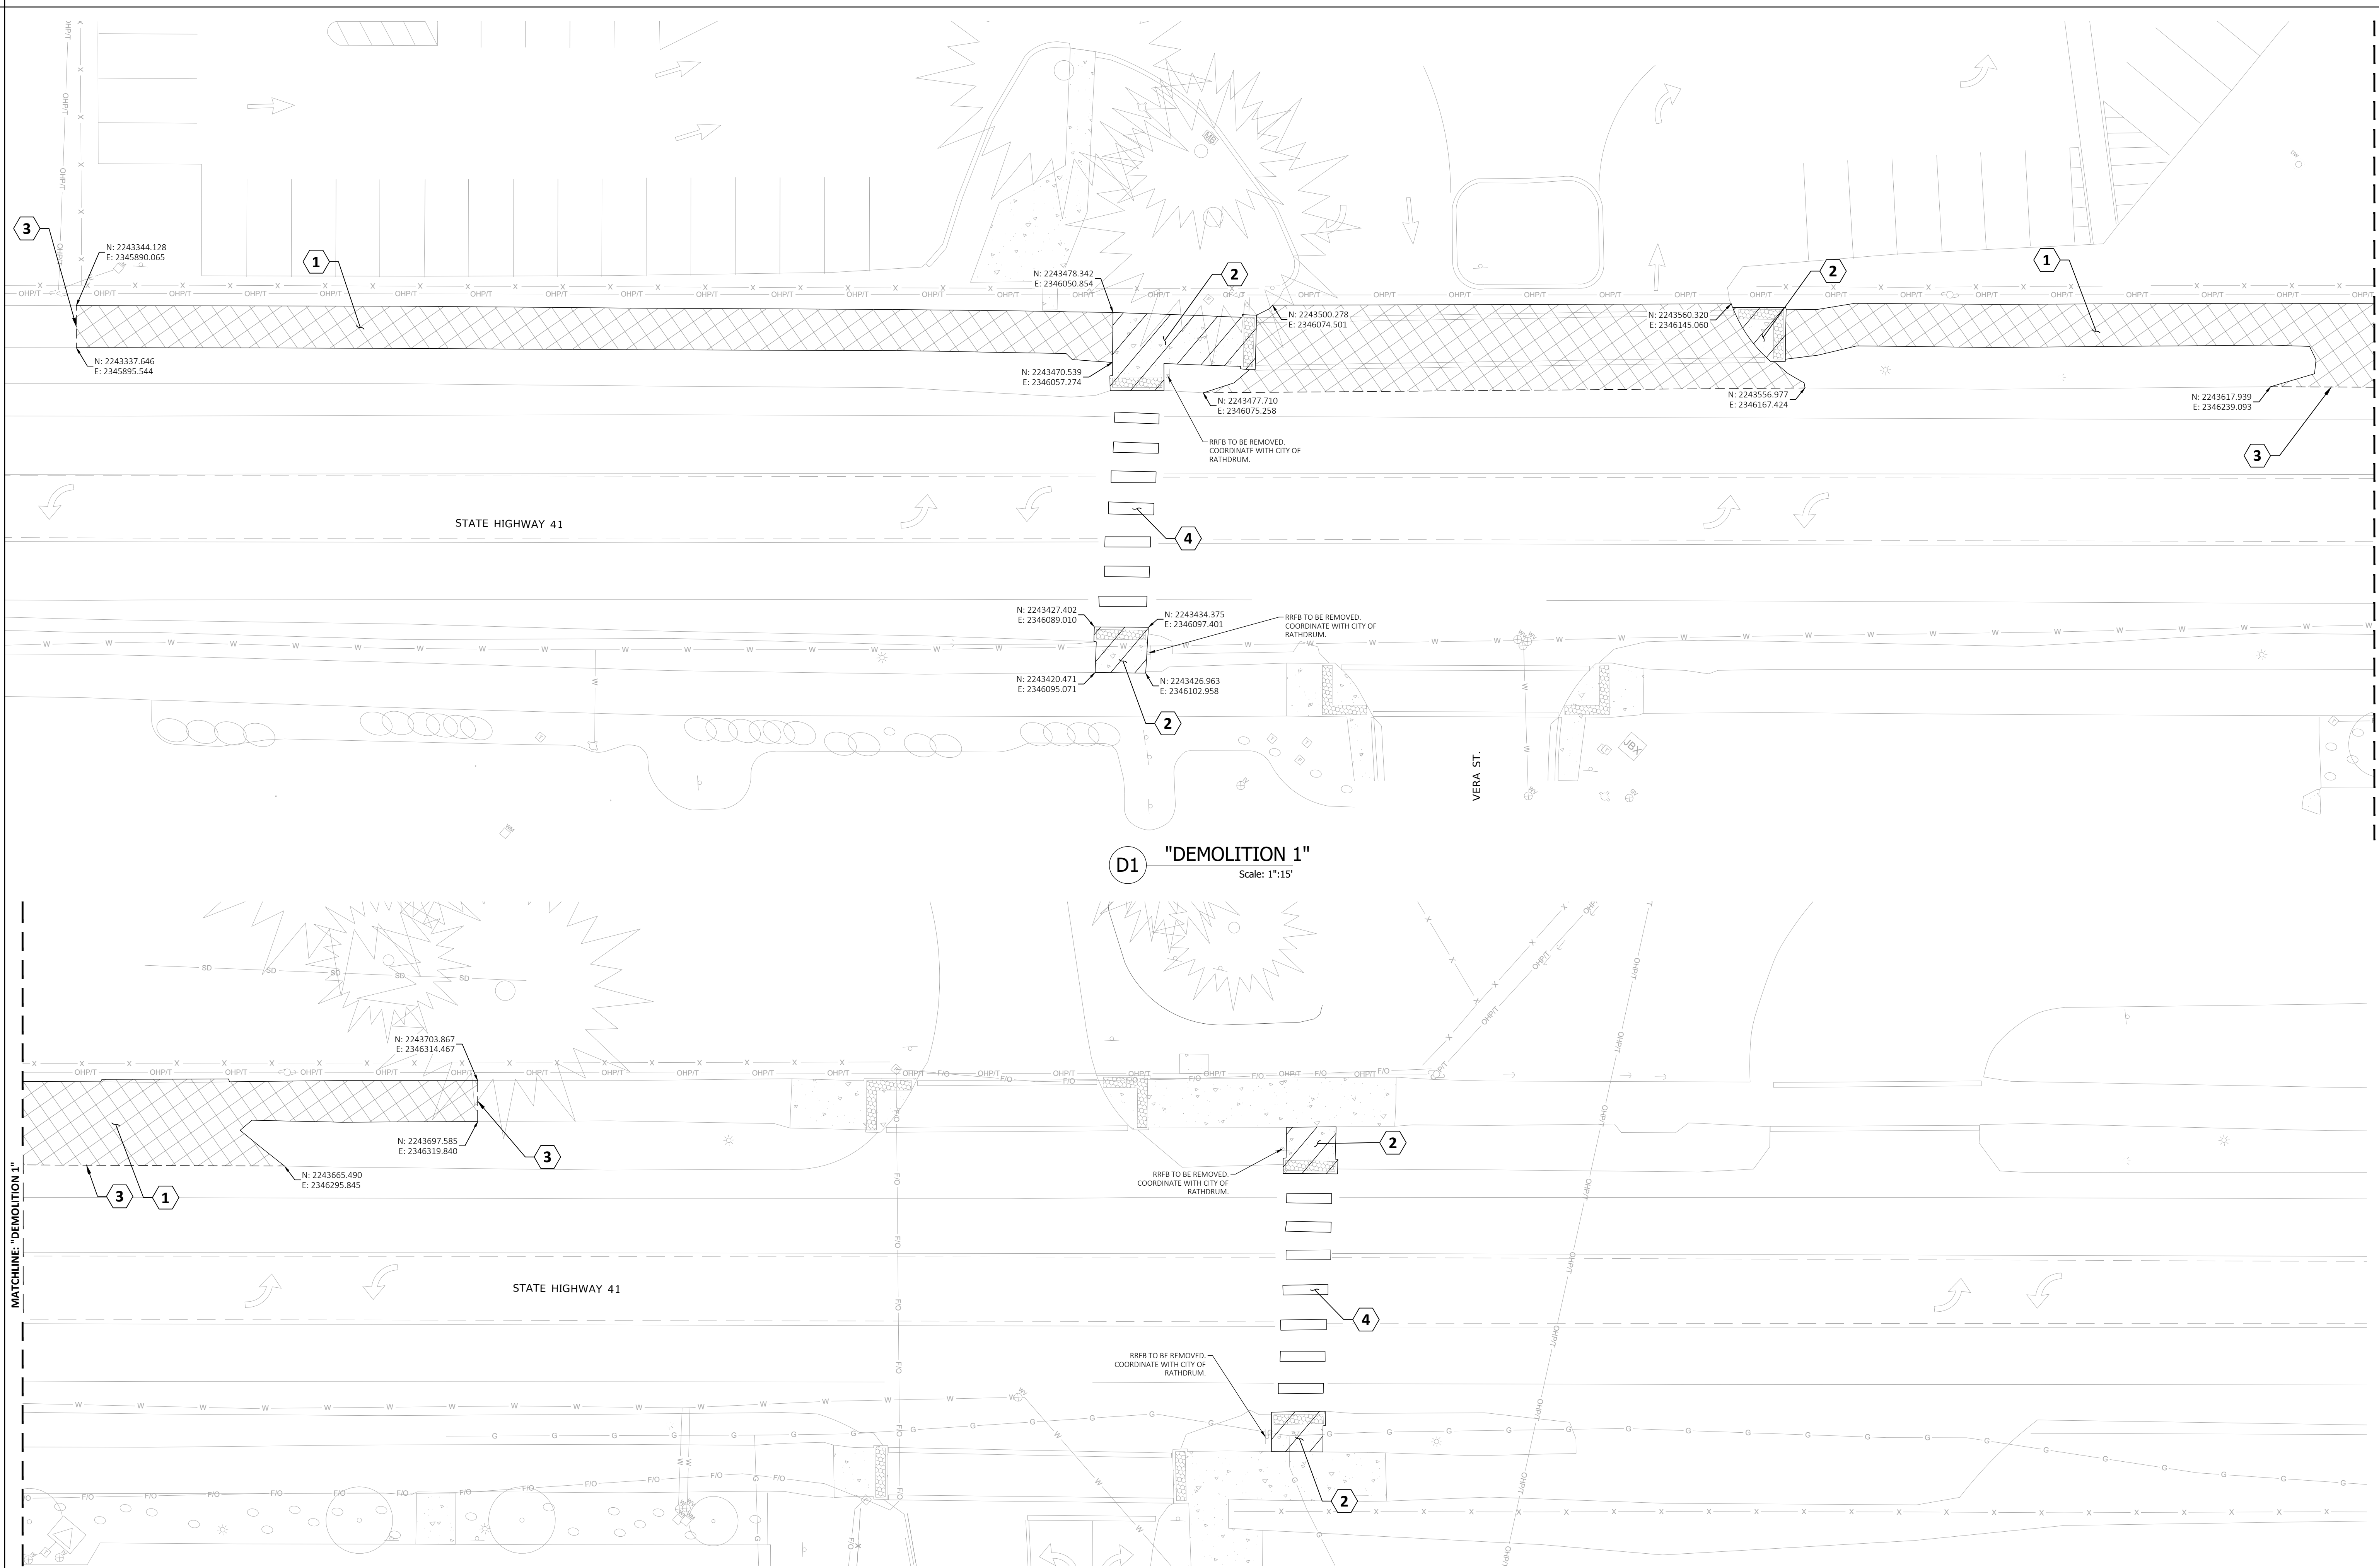 OHP/T
X
MB
DW
3
N: 2243344.128
E: 2345890.065
1
N: 2243478.342
E: 2346050.854
2
2
1
N: 2243500.278
E: 2346074.501
N: 2243560.320
E: 2346145.060
N: 2243337.646
E: 2345895.544
N: 2243470.539
E: 2346057.274
N: 2243477.710
E: 2346075.258
N: 2243556.977
E: 2346167.424
N: 2243617.939
E: 2346239.093
RRFB TO BE REMOVED.
COORDINATE WITH CITY OF
RATHDRUM.
3
STATE HIGHWAY 41
4
N: 2243427.402
E: 2346089.010
N: 2243434.375
E: 2346097.401
RRFB TO BE REMOVED.
COORDINATE WITH CITY OF
RATHDRUM.
W
N: 2243420.471
E: 2346095.071
N: 2243426.963
E: 2346102.958
2
VERA ST.
JBX
D1
"DEMOLITION 1"
Scale: 1":15'
MATCHLINE: "DEMOLITION 1"
SD
N: 2243703.867
E: 2346314.467
X
OHP/T
F/O
N: 2243697.585
E: 2346319.840
3
N: 2243665.490
E: 2346295.845
3
1
2
RRFB TO BE REMOVED.
COORDINATE WITH CITY OF
RATHDRUM.
STATE HIGHWAY 41
4
RRFB TO BE REMOVED.
COORDINATE WITH CITY OF
RATHDRUM.
W
G
F/O
2
X